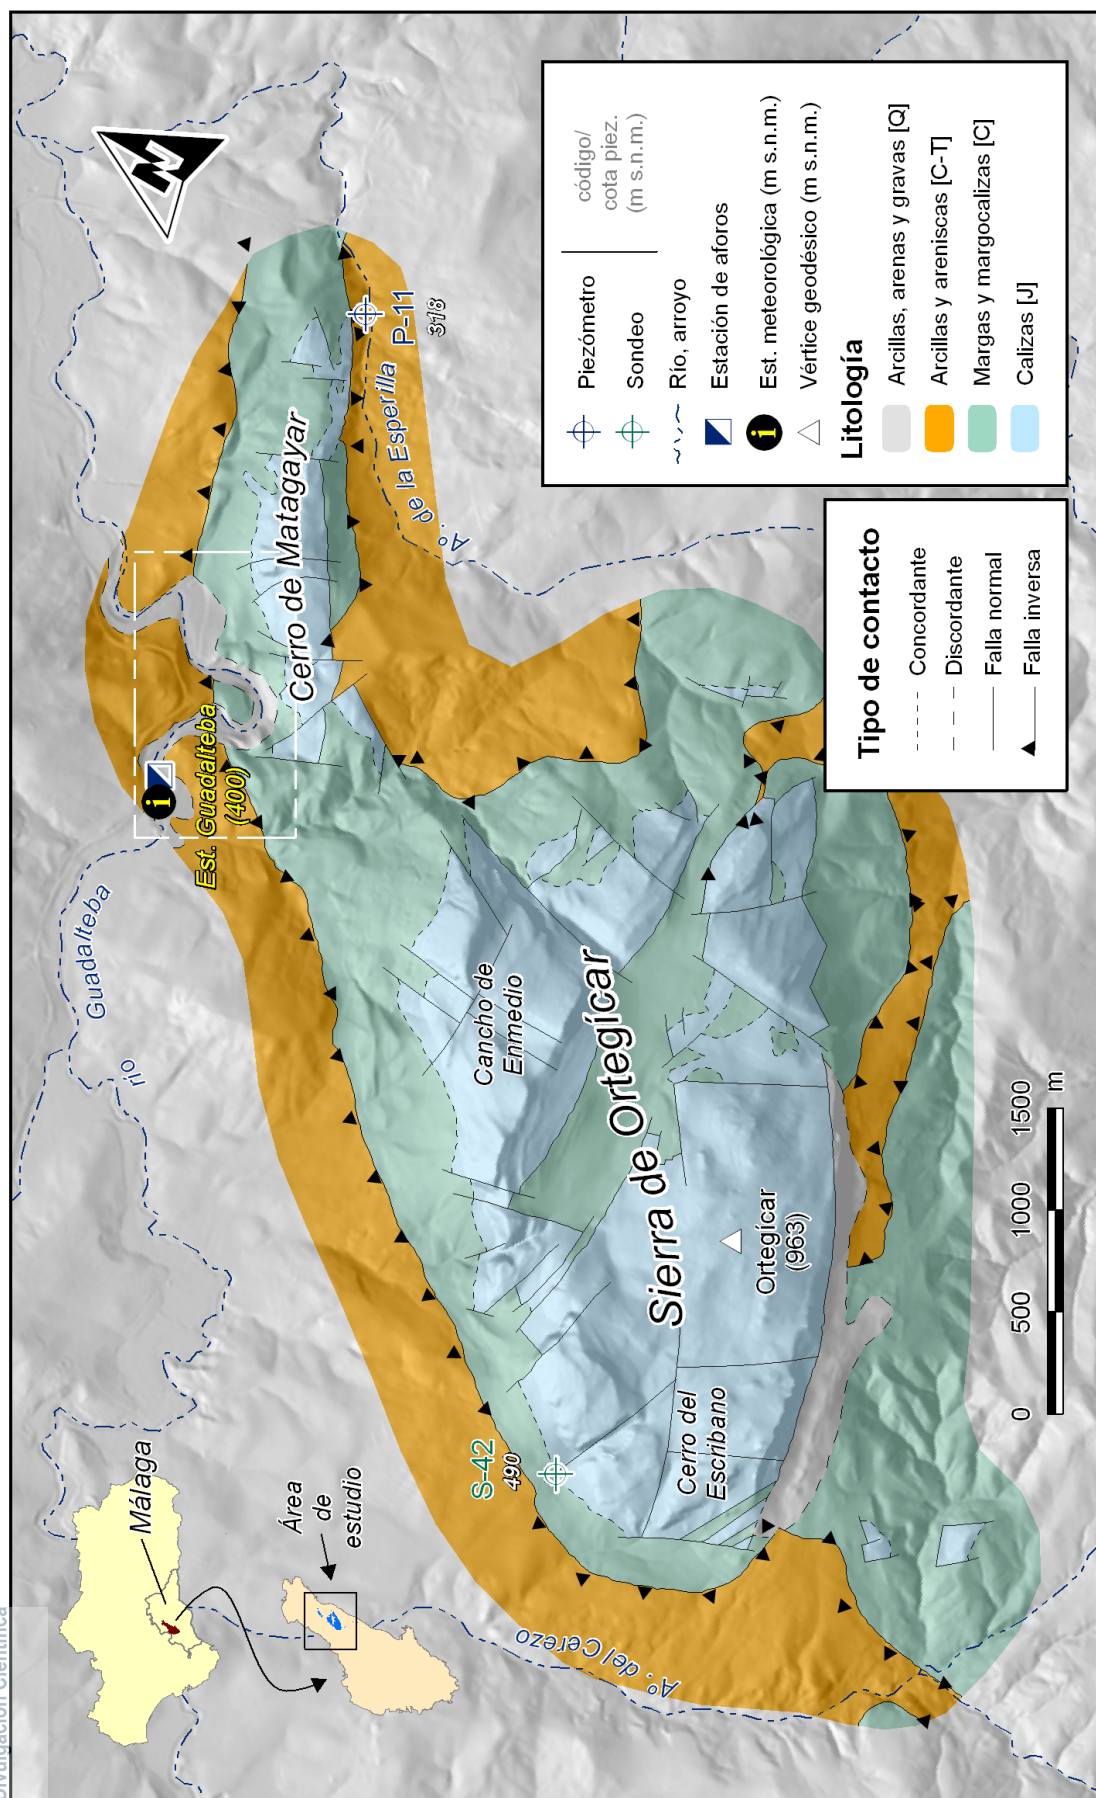 Divulgación Científica
Málaga
Área
de
estudio
N
río
Guadalteba
Est. Guadalteba
(400)
Cerro de Matagayar
P-11
318
Aº. de la Esperilla
Cancho de
Enmedio
Sierra de Ortegícar
Ortegícar
(963)
Cerro del
Escribano
S-42
490
Aº. del Cerezo
0 500 1000 1500
m
código/
cota piez.
(m s.n.m.)
Piezómetro
Sondeo
Río, arroyo
Estación de aforos
i Est. meteorológica (m s.n.m.)
Vértice geodésico (m s.n.m.)
Litología
Arcillas, arenas y gravas [Q]
Arcillas y areniscas [C-T]
Margas y margocalizas [C]
Calizas [J]
Tipo de contacto
Concordante
Discordante
Falla normal
Falla inversa